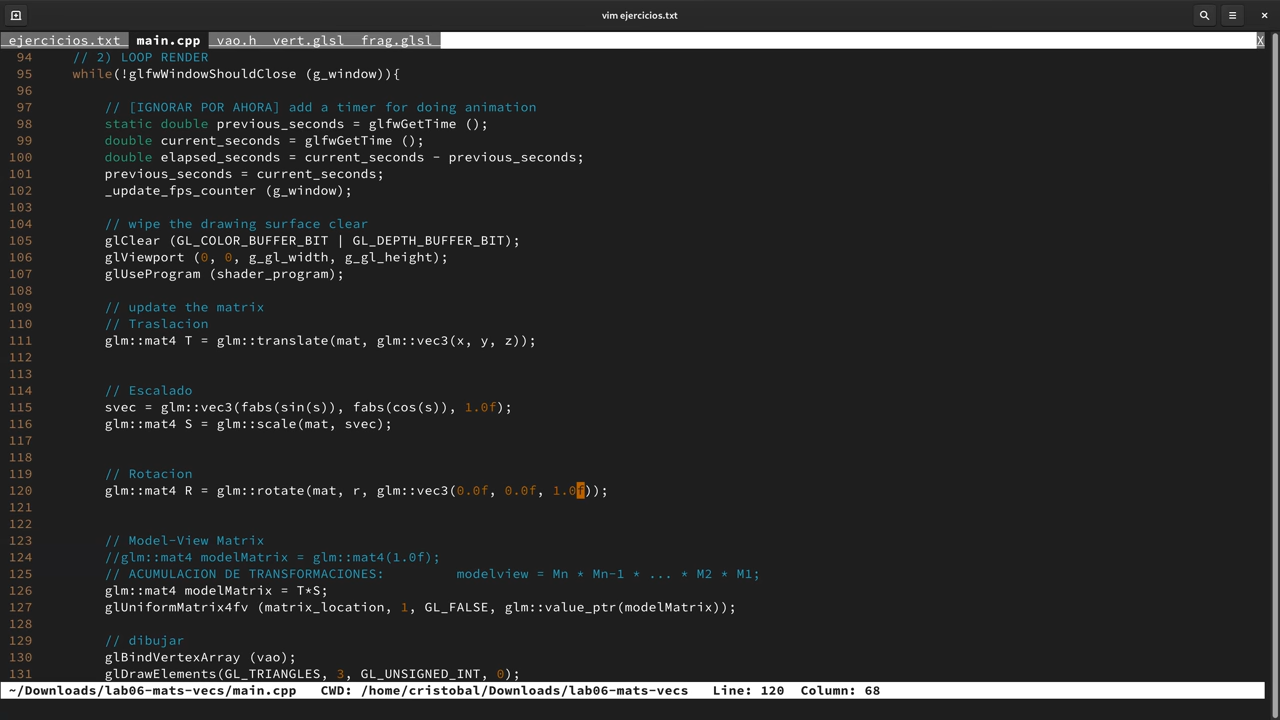 vim ejercicios.txt
ejercicios.txt  main.cpp  vao.h  vert.glsl  frag.glsl  X
94     // 2) LOOP RENDER
95     while(!glfwWindowShouldClose (g_window)){
96
97         // [IGNORAR POR AHORA] add a timer for doing animation
98         static double previous_seconds = glfwGetTime ();
99         double current_seconds = glfwGetTime ();
100         double elapsed_seconds = current_seconds - previous_seconds;
101         previous_seconds = current_seconds;
102         _update_fps_counter (g_window);
103
104         // wipe the drawing surface clear
105         glClear (GL_COLOR_BUFFER_BIT | GL_DEPTH_BUFFER_BIT);
106         glViewport (0, 0, g_gl_width, g_gl_height);
107         glUseProgram (shader_program);
108
109         // update the matrix
110         // Traslacion
111         glm::mat4 T = glm::translate(mat, glm::vec3(x, y, z));
112
113
114         // Escalado
115         svec = glm::vec3(fabs(sin(s)), fabs(cos(s)), 1.0f);
116         glm::mat4 S = glm::scale(mat, svec);
117
118
119         // Rotacion
120         glm::mat4 R = glm::rotate(mat, r, glm::vec3(0.0f, 0.0f, 1.0f));
121
122
123         // Model-View Matrix
124         //glm::mat4 modelMatrix = glm::mat4(1.0f);
125         // ACUMULACION DE TRANSFORMACIONES:         modelview = Mn * Mn-1 * ... * M2 * M1;
126         glm::mat4 modelMatrix = T*S;
127         glUniformMatrix4fv (matrix_location, 1, GL_FALSE, glm::value_ptr(modelMatrix));
128
129         // dibujar
130         glBindVertexArray (vao);
131         glDrawElements(GL_TRIANGLES, 3, GL_UNSIGNED_INT, 0);
~/Downloads/lab06-mats-vecs/main.cpp   CWD: /home/cristobal/Downloads/lab06-mats-vecs   Line: 120  Column: 68